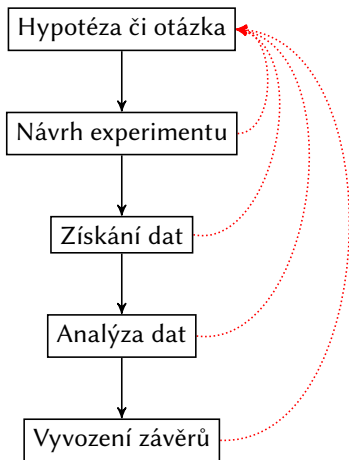 Hypotéza či otázka
Návrh experimentu
Získání dat
Analýza dat
Vyvození závěrů